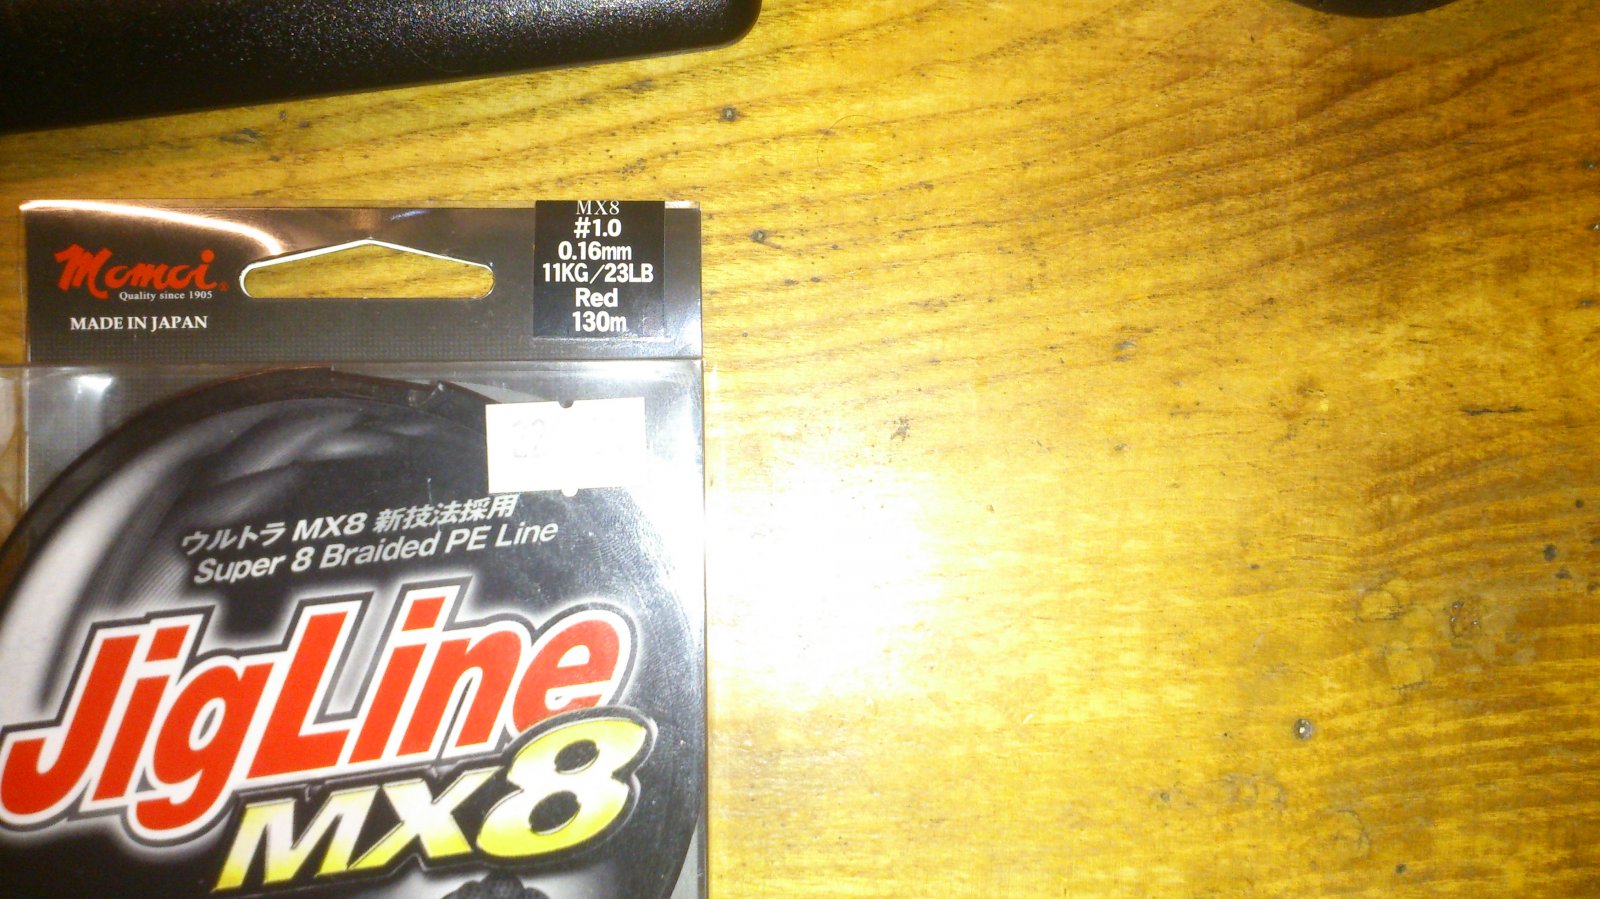 Momoi®
Quality since 1905
MADE IN JAPAN
MX8
#1.0
0.16mm
11KG/23LB
Red
130m
ウルトラ MX8 新技法採用
Super 8 Braided PE Line
JigLine
MX8